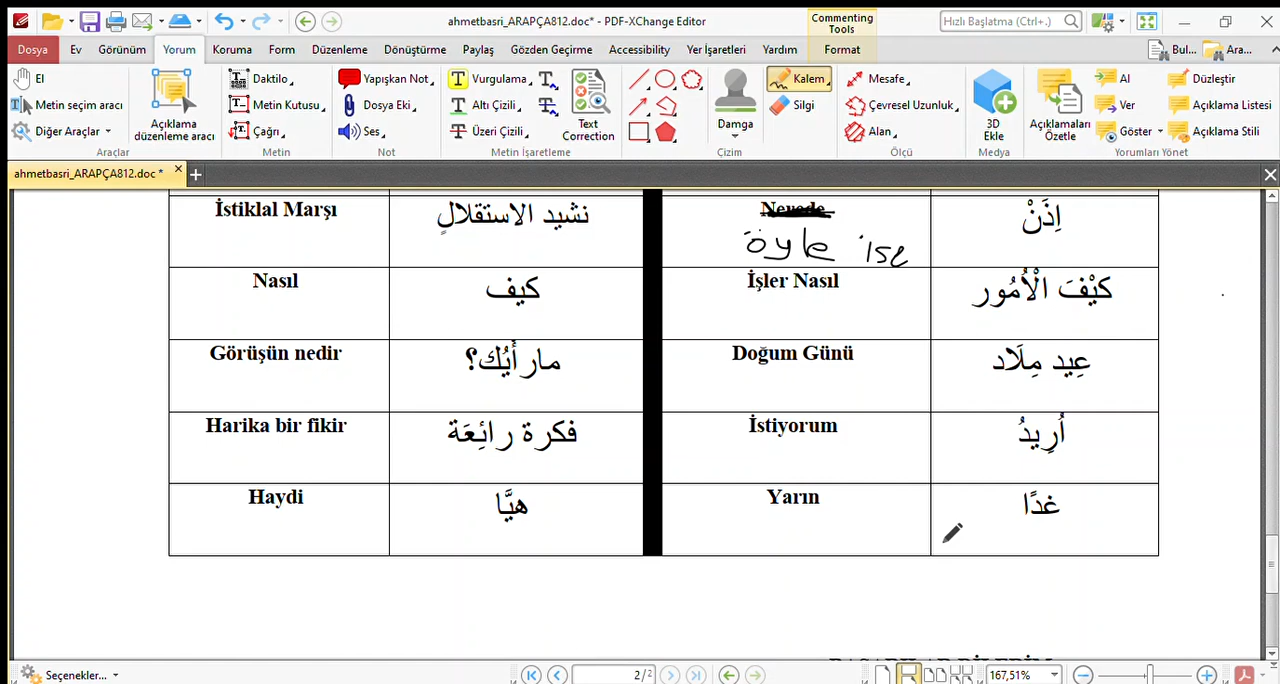 ahmetbasri_ARAPÇA812.doc* - PDF-XChange Editor
Commenting Tools
Hızlı Başlatma (Ctrl+.)
Dosya Ev Görünüm Yorum Koruma Form Düzenleme Dönüştürme Paylaş Gözden Geçirme Accessibility Yer İşaretleri Yardım Format Bul... Ara...
El
Metin seçim aracı
Diğer Araçlar
Açıklama düzenleme aracı
Araçlar
Daktilo
Metin Kutusu
Çağrı
Metin
Yapışkan Not
Dosya Eki
Ses
Not
Vurgulama
Altı Çizili
Üzeri Çizili
Text Correction
Metin İşaretleme
Damga
Kalem
Silgi
Çizim
Mesafe
Çevresel Uzunluk
Alan
Ölçü
3D Ekle
Medya
Açıklamaları Özetle
Al
Ver
Göster
Düzleştir
Açıklama Listesi
Açıklama Stili
Yorumları Yönet
ahmetbasri_ARAPÇA812.doc *
İstiklal Marşı نشيد الاستقلالِ Nerede اِذَنْ
öyle ise
Nasıl كيف İşler Nasıl كَيْفَ الْأُمُور
Görüşün nedir مار أَيُك؟ Doğum Günü عِيد مِلَاد
Harika bir fikir فكرة رائِعَة İstiyorum اُرِيدُ
Haydi هيَّا Yarın غدًا
Seçenekler...
2/2
167,51%